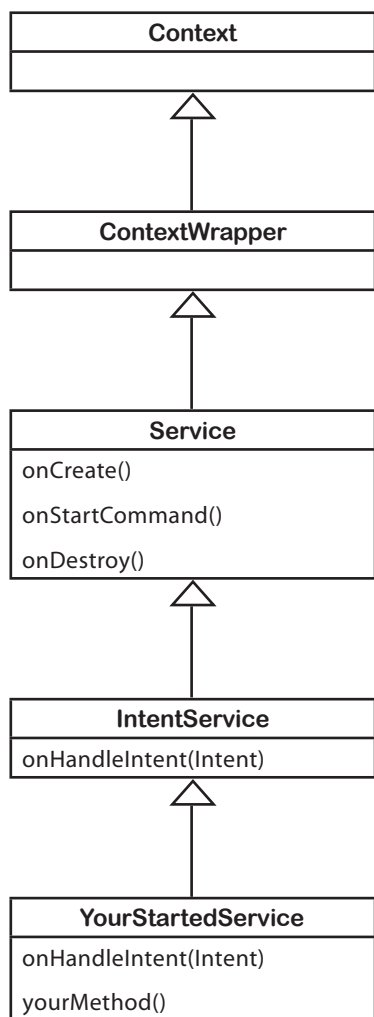 Context
ContextWrapper
Service
onCreate()
onStartCommand()
onDestroy()
IntentService
onHandleIntent(Intent)
YourStartedService
onHandleIntent(Intent)
yourMethod()